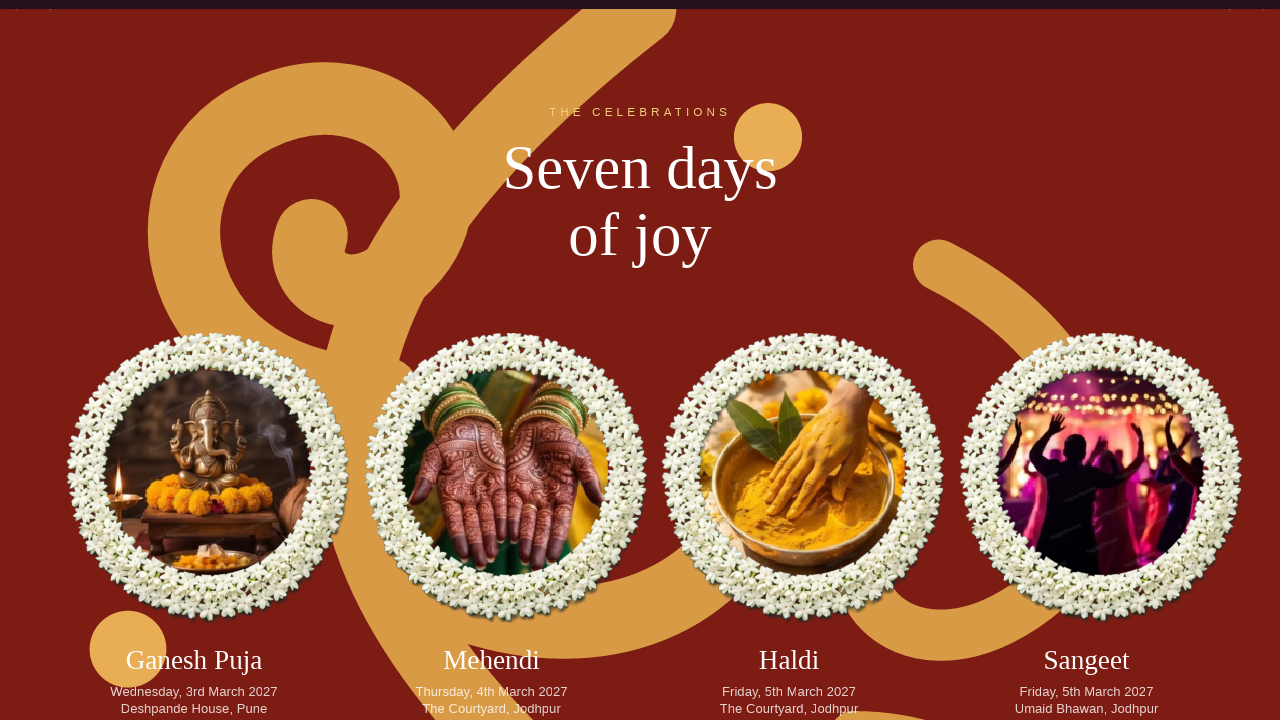 THE CELEBRATIONS
Seven days
of joy
Ganesh Puja
Wednesday, 3rd March 2027
Deshpande House, Pune
Mehendi
Thursday, 4th March 2027
The Courtyard, Jodhpur
Haldi
Friday, 5th March 2027
The Courtyard, Jodhpur
Sangeet
Friday, 5th March 2027
Umaid Bhawan, Jodhpur